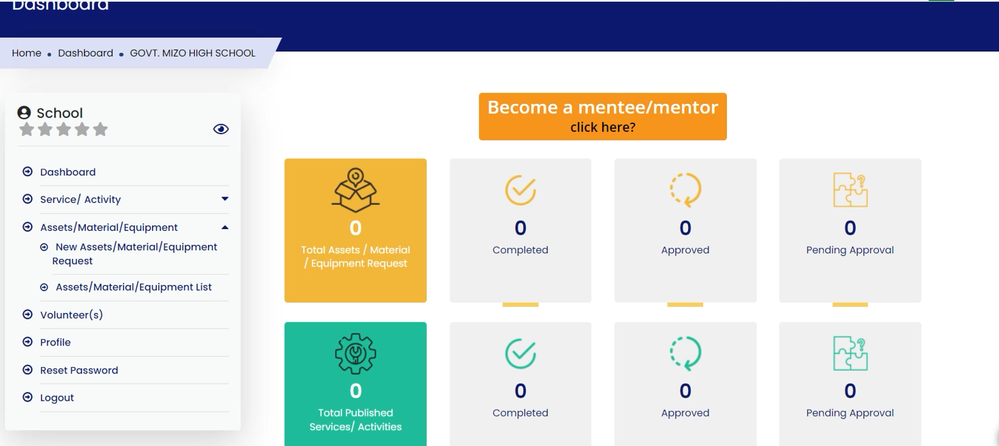 Dashboard
Home • Dashboard • GOVT. MIZO HIGH SCHOOL
School
Dashboard
Service/ Activity
Assets/Material/Equipment
New Assets/Material/Equipment
Request
Assets/Material/Equipment List
Volunteer(s)
Profile
Reset Password
Logout
Become a mentee/mentor
click here?
0
Total Assets / Material
/ Equipment Request
0
Completed
0
Approved
0
Pending Approval
0
Total Published
Services/ Activities
0
Completed
0
Approved
0
Pending Approval